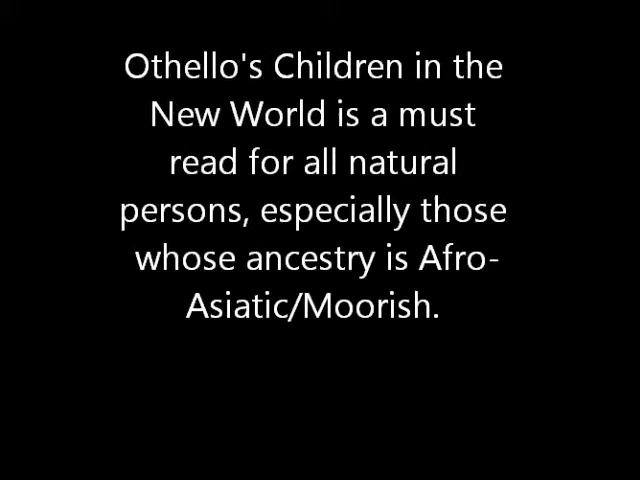 Othello's Children in the
New World is a must
read for all natural
persons, especially those
whose ancestry is Afro-
Asiatic/Moorish.